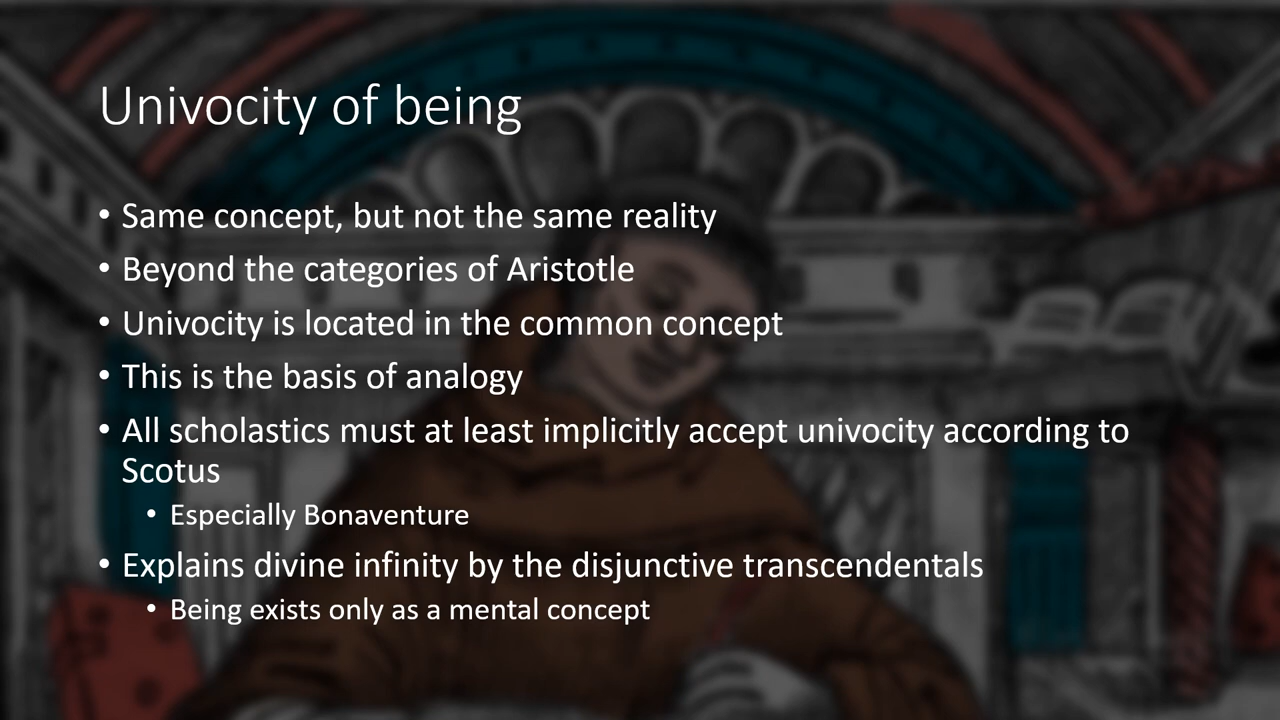 Univocity of being
• Same concept, but not the same reality
• Beyond the categories of Aristotle
• Univocity is located in the common concept
• This is the basis of analogy
• All scholastics must at least implicitly accept univocity according to
Scotus
• Especially Bonaventure
• Explains divine infinity by the disjunctive transcendentals
• Being exists only as a mental concept